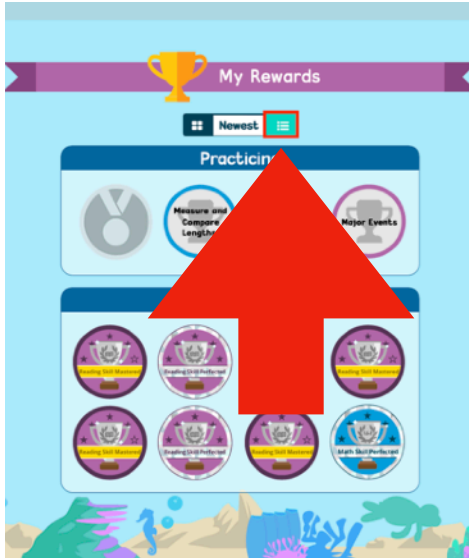 My Rewards
Newest
Practicing
Measure and
Compare
Lengths
Major Events
Reading Skill Mastered
Reading Skill Perfected
Reading Skill Mastered
Reading Skill Mastered
Reading Skill Perfected
Reading Skill Mastered
Math Skill Perfected